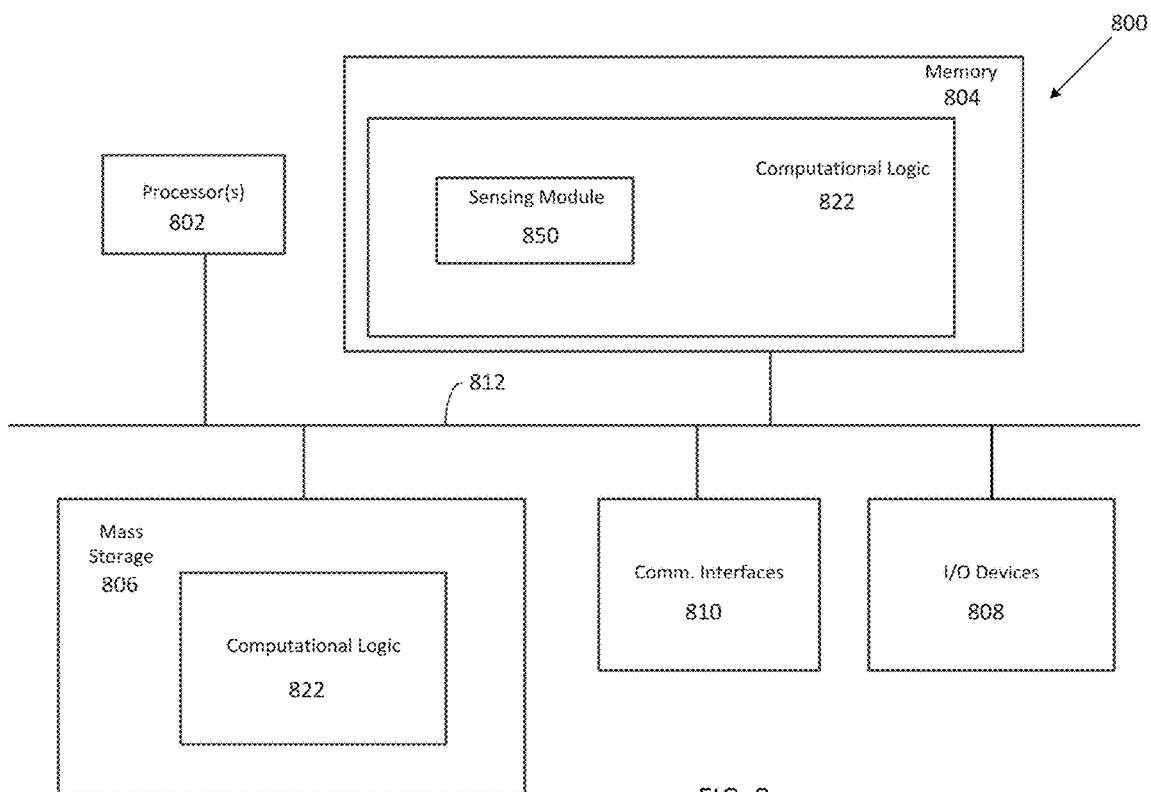 800
Memory
804
Processor(s)
802
Computational Logic
822
Sensing Module
850
812
Mass
Storage
806
Computational Logic
822
Comm. Interfaces
810
I/O Devices
808